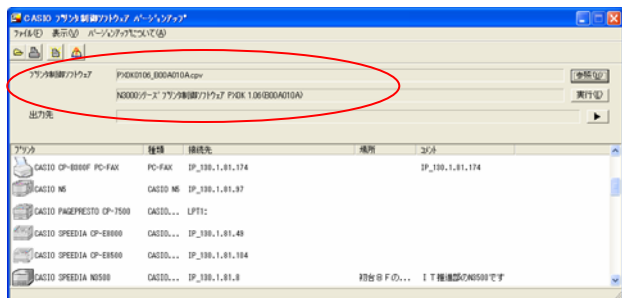 CASIO プリンタ制御ソフトウェア バージョンアップ
ファイル(F) 表示(V) バージョンアップについて(A)
プリンタ制御ソフトウェア PXDK0106_B00A010A.cpv 参照(U)
N3000シリーズ プリンタ制御ソフトウェア PXDK 1.06(B00A010A) 実行(E)
出力先
プリンタ 種類 接続先 場所 コメント
CASIO CP-B000F PC-FAX PC-FAX IP_130.1.81.174 IP_130.1.81.174
CASIO N6 CASIO N6 IP_130.1.81.97
CASIO PAGEPRESTO CP-7500 CASIO... LPT1:
CASIO SPEEDIA CP-E8000 CASIO... IP_130.1.81.49
CASIO SPEEDIA CP-E8500 CASIO... IP_130.1.81.104
CASIO SPEEDIA N3500 CASIO... IP_130.1.81.8 初台8Fの... IT推進部のN3500です